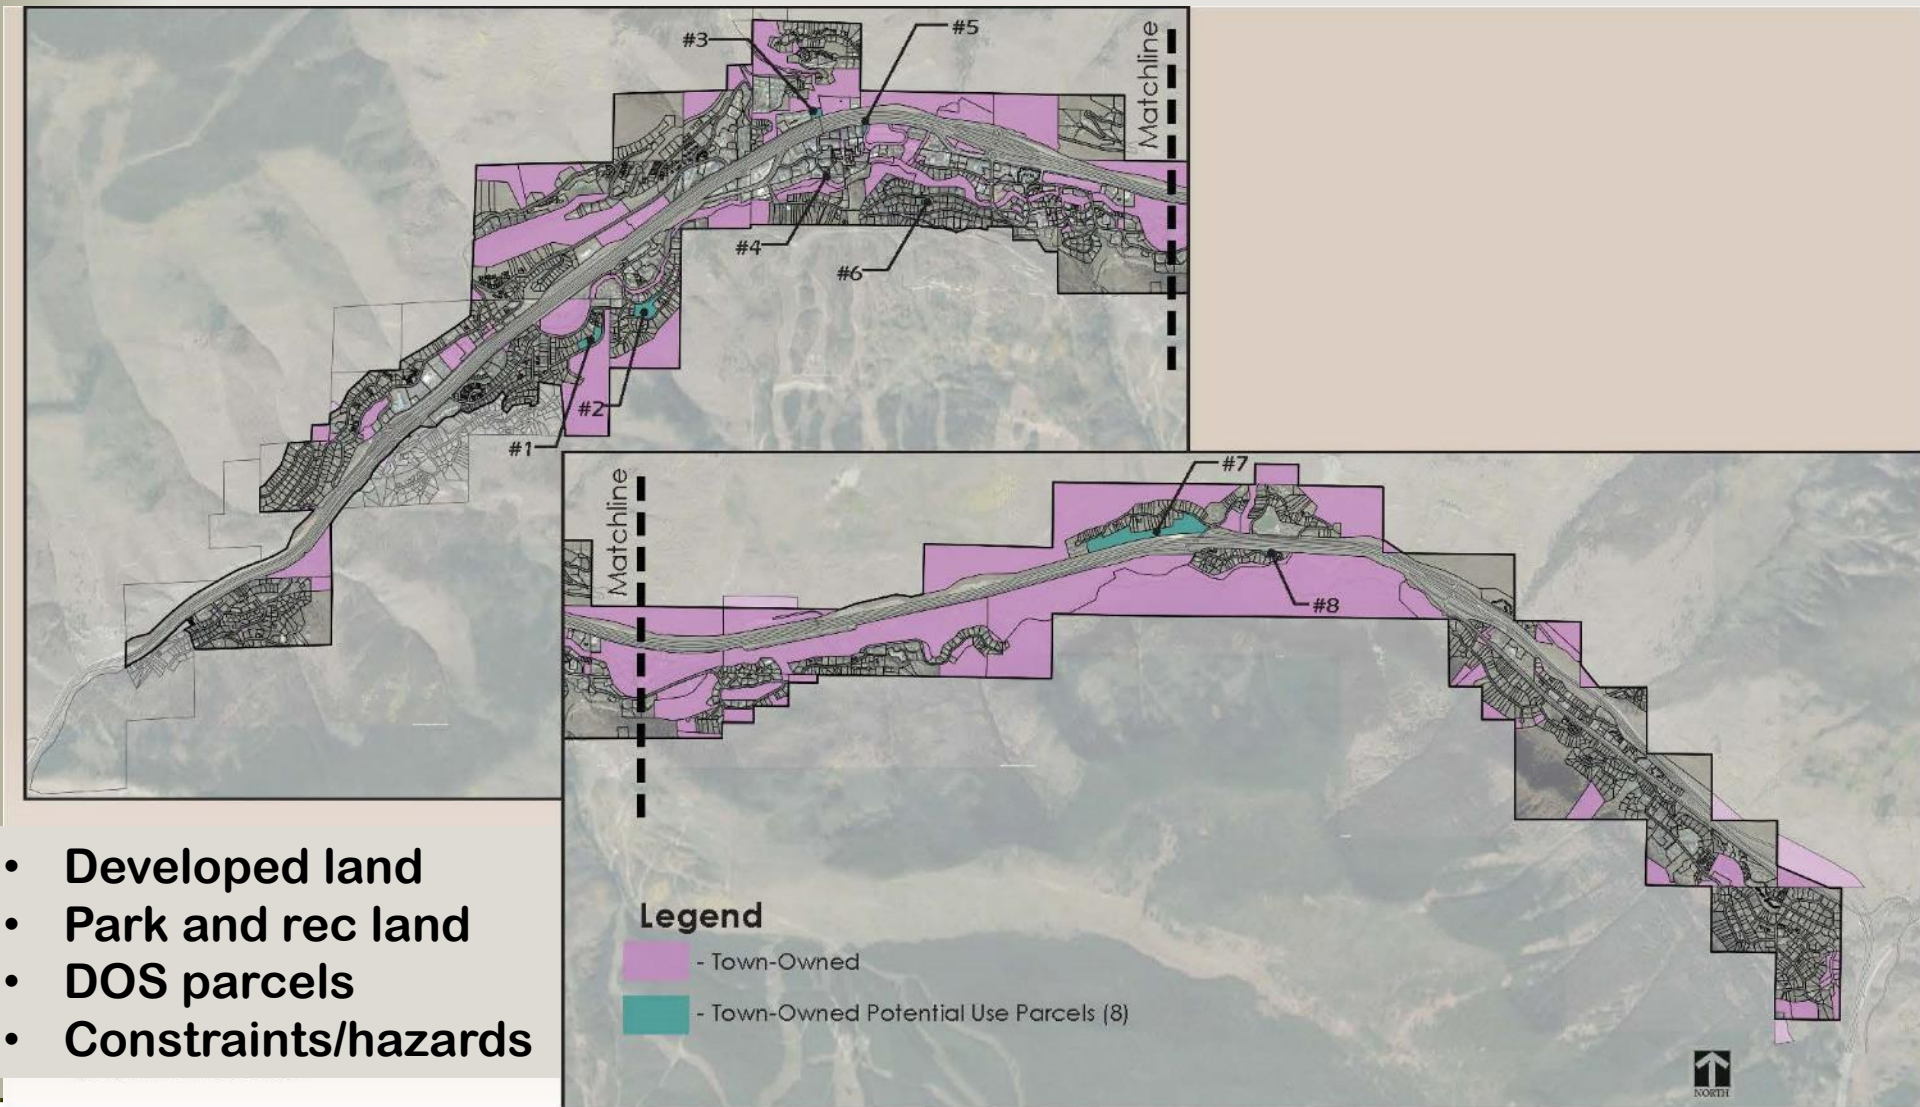 #3
#5
Matchline
#4
#6
#2
#1
Matchline
#7
#8
• Developed land
• Park and rec land
• DOS parcels
• Constraints/hazards
Legend
- Town-Owned
- Town-Owned Potential Use Parcels (8)
NORTH